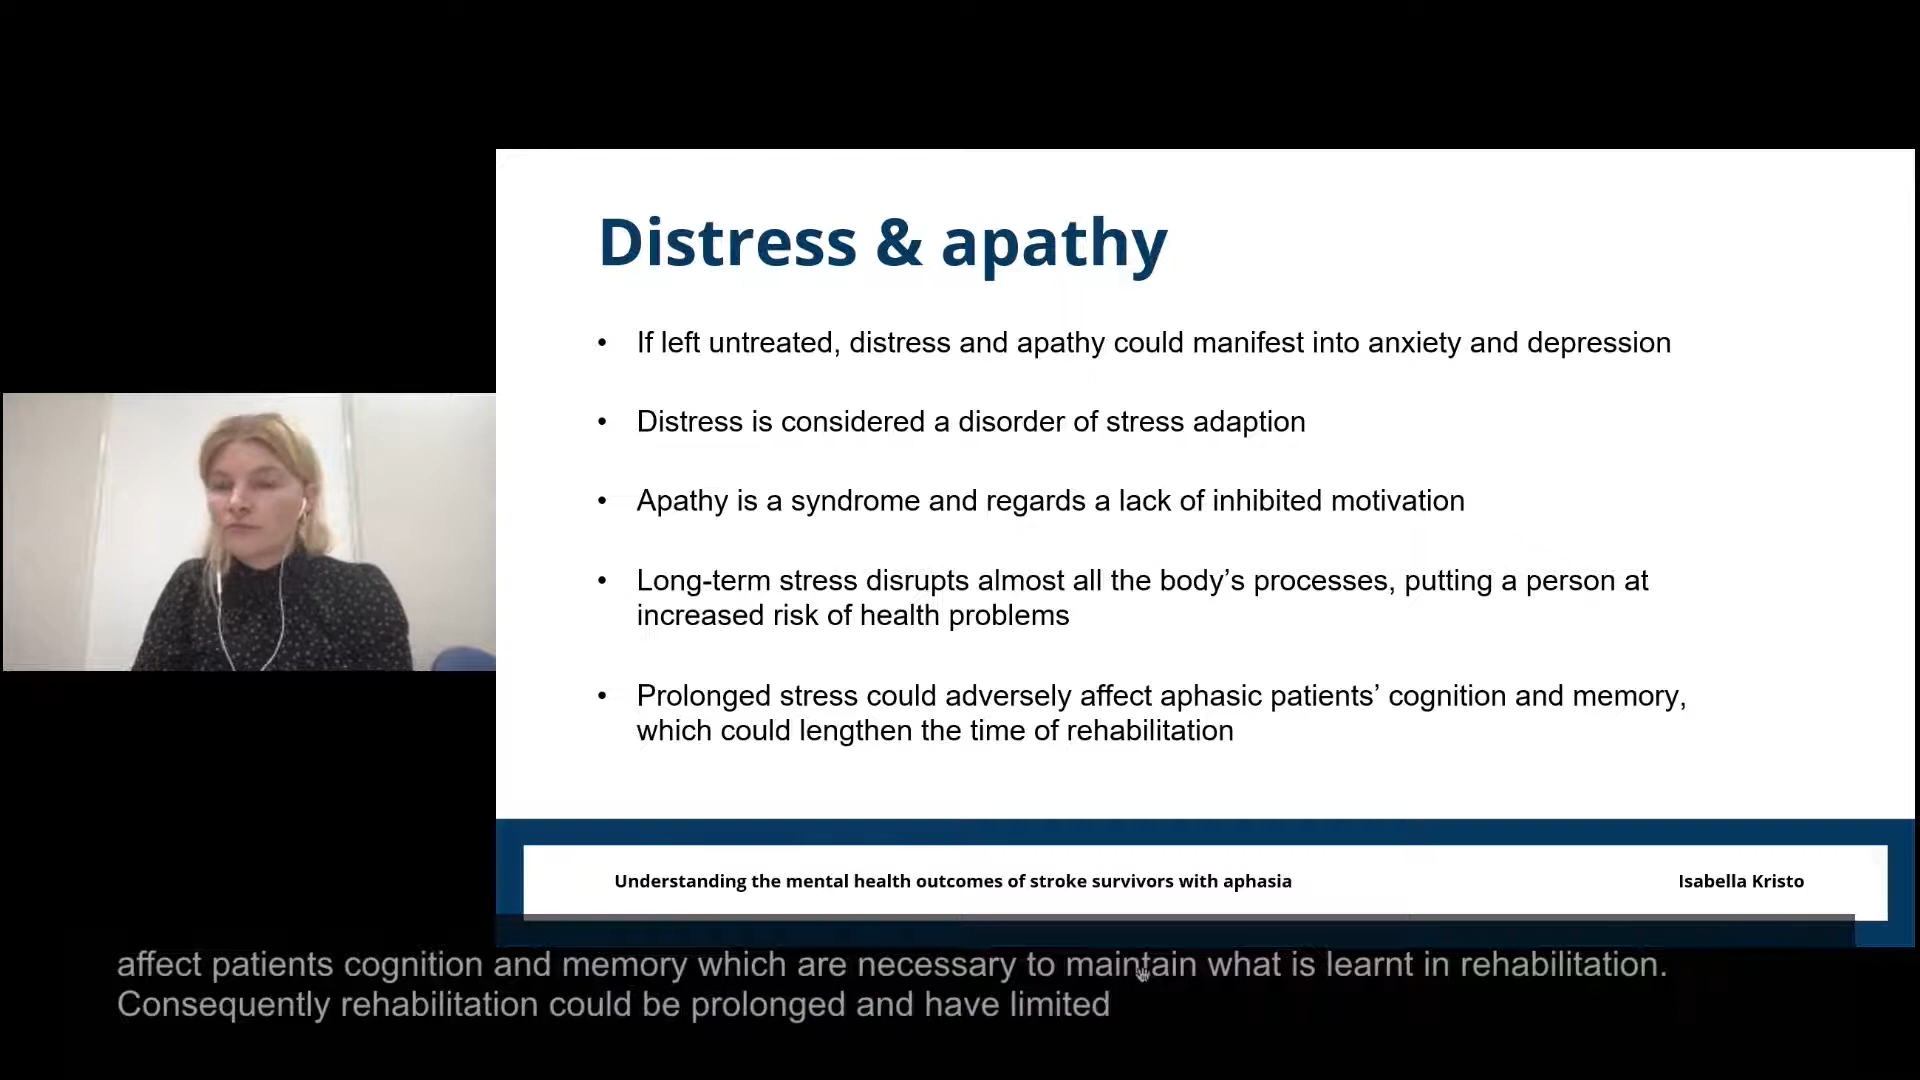 Distress & apathy
• If left untreated, distress and apathy could manifest into anxiety and depression
• Distress is considered a disorder of stress adaption
• Apathy is a syndrome and regards a lack of inhibited motivation
• Long-term stress disrupts almost all the body’s processes, putting a person at
increased risk of health problems
• Prolonged stress could adversely affect aphasic patients’ cognition and memory,
which could lengthen the time of rehabilitation
Understanding the mental health outcomes of stroke survivors with aphasia
Isabella Kristo
affect patients cognition and memory which are necessary to maintain what is learnt in rehabilitation.
Consequently rehabilitation could be prolonged and have limited